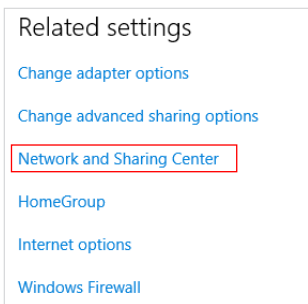 Related settings
Change adapter options
Change advanced sharing options
Network and Sharing Center
HomeGroup
Internet options
Windows Firewall